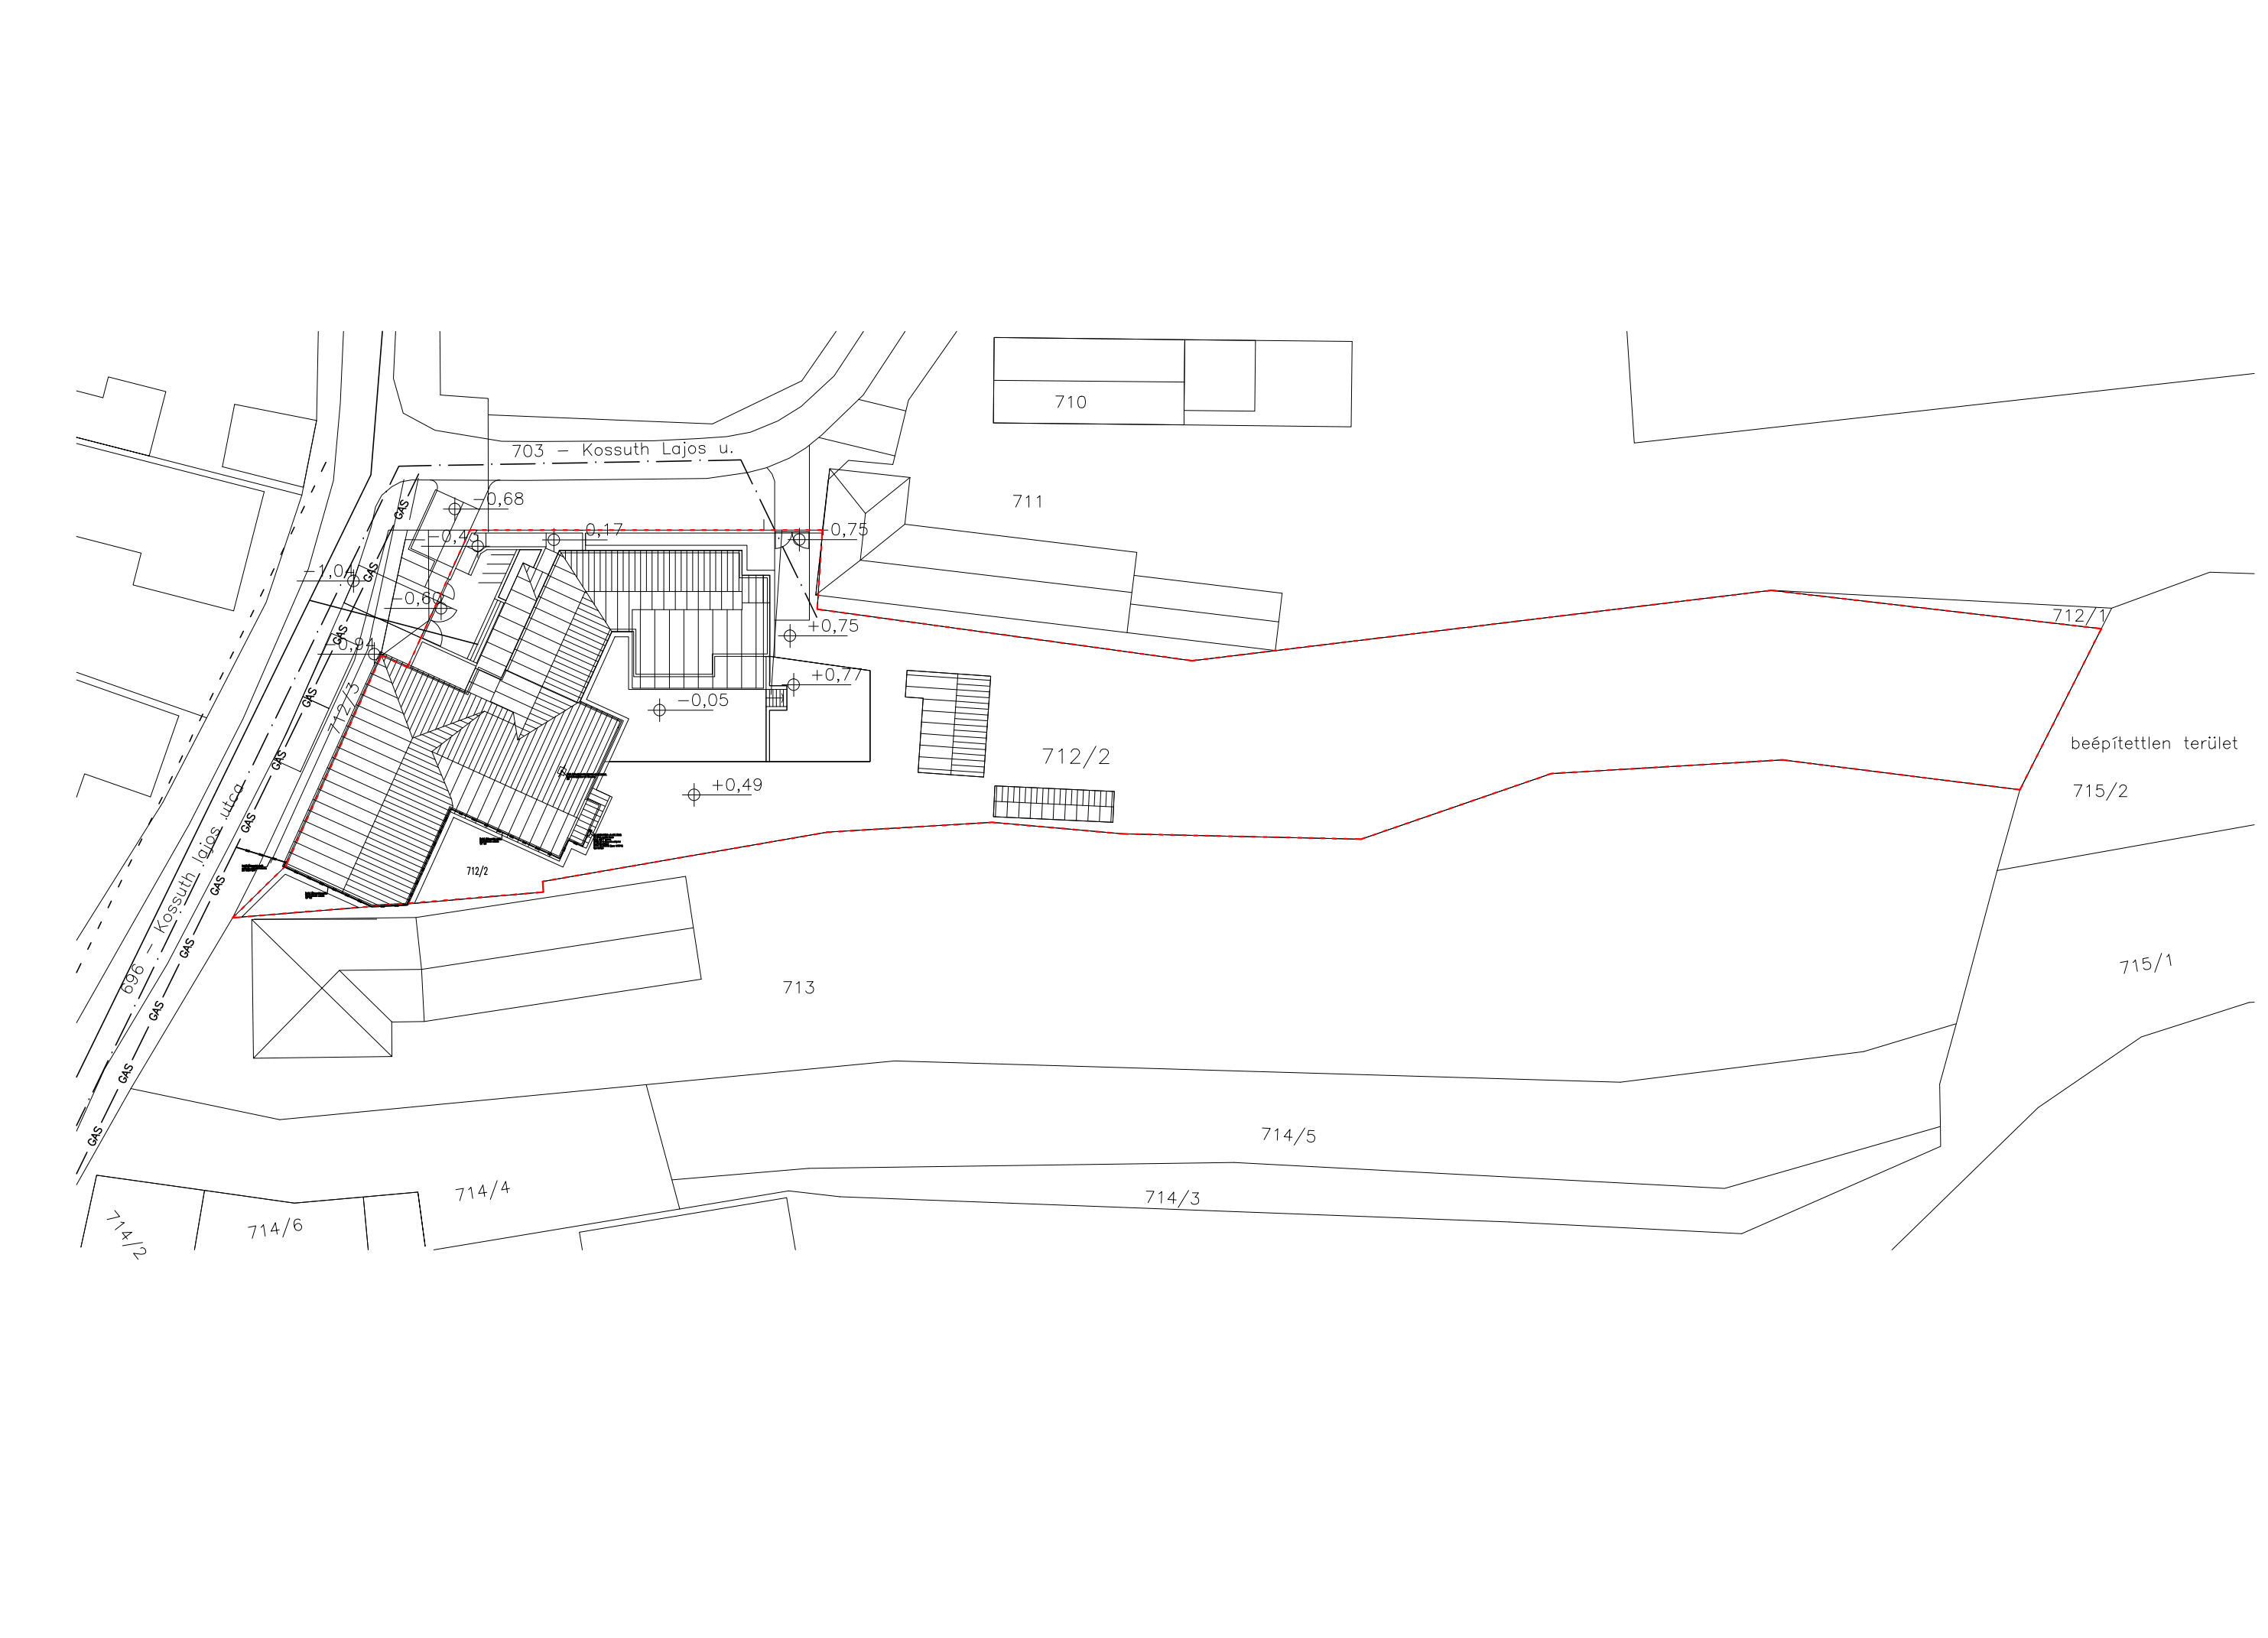 710
703 – Kossuth Lajos u.
711
−0,68
0,17
−0,75
−0,43
−1,04
−0,60
+0,75
−0,94
712/1
+0,77
712/3
−0,05
beépítettlen terület
712/2
+0,49
715/2
712/2
696 – Kossuth lajos utca
715/1
713
714/5
714/4
714/3
714/6
714/2
GAS
GAS
GAS
GAS
GAS
GAS
GAS
GAS
GAS
GAS
GAS